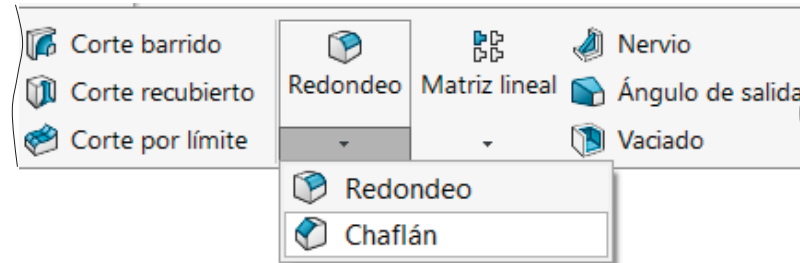 Corte barrido
Corte recubierto
Corte por límite
Redondeo
Matriz lineal
Nervio
Ángulo de salida
Vaciado
Redondeo
Chaflán